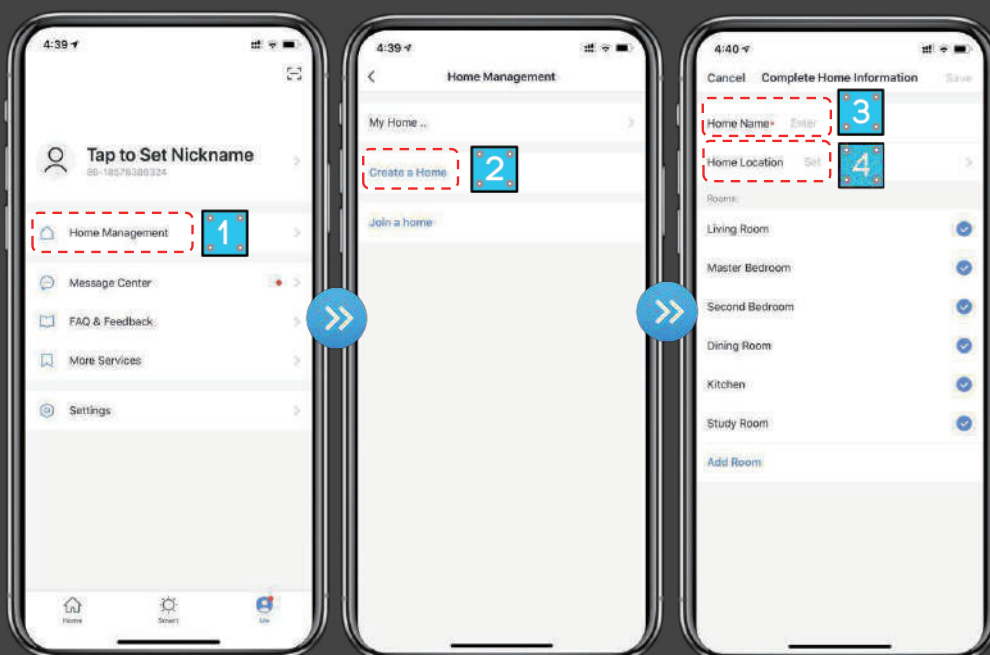 4:39
Tap to Set Nickname
Home Management
1
Message Center
FAQ & Feedback
More Services
Settings
Home
Smart
Me
4:39
Home Management
My Home ..
Create a Home
2
Join a home
4:40
Cancel Complete Home Information Save
Home Name* Enter
3
Home Location Set
4
Rooms:
Living Room
Master Bedroom
Second Bedroom
Dining Room
Kitchen
Study Room
Add Room